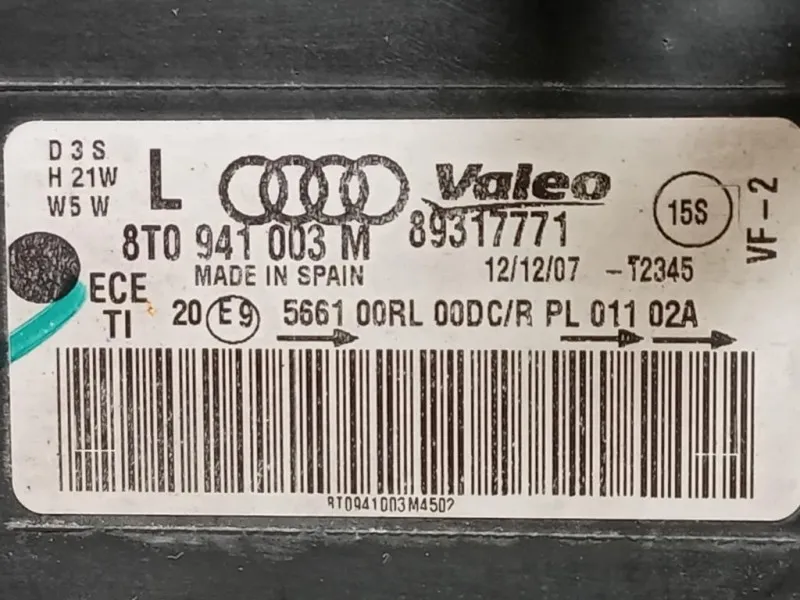 D3S
H 21W
W5W
L
Valeo
15S
VF-2
8T0 941 003 M
89317771
MADE IN SPAIN
12/12/07 -T2345
ECE
TI
20 E9 5661 00RL 00DC/R PL 011 02A
8T0941003M4502